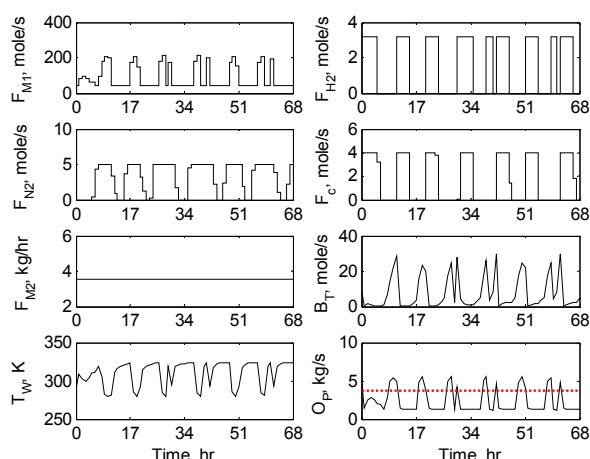 F_M1, mole/s
400
200
0
0 17 34 51 68
F_H2, mole/s
4
2
0
0 17 34 51 68
F_N2, mole/s
10
5
0
0 17 34 51 68
F_c, mole/s
6
4
2
0
0 17 34 51 68
F_M2, kg/hr
6
4
2
0 17 34 51 68
B_T, mole/s
40
20
0
0 17 34 51 68
T_W, K
350
300
250
0 17 34 51 68
Time, hr
O_P, kg/s
10
5
0
0 17 34 51 68
Time, hr